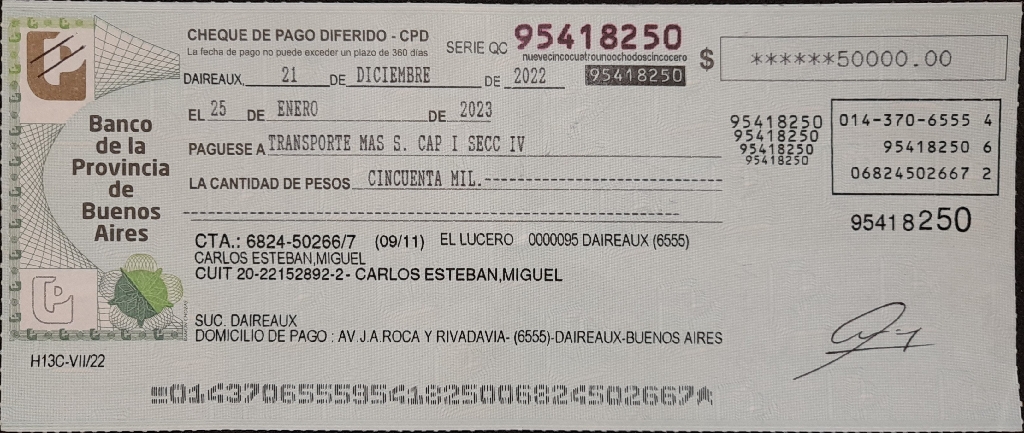 CHEQUE DE PAGO DIFERIDO - CPD
La fecha de pago no puede exceder un plazo de 360 días
SERIE QC 95418250
nuevecincocuatrounoochodoscincocero
95418250
$ ******50000.00
DAIREAUX, 21 DE DICIEMBRE DE 2022
EL 25 DE ENERO DE 2023
PAGUESE A TRANSPORTE MAS S. CAP I SECC IV
LA CANTIDAD DE PESOS CINCUENTA MIL.
95418250
95418250
95418250
95418250
014-370-6555 4
95418250 6
06824502667 2
95418250
Banco
de la
Provincia
de
Buenos
Aires
CTA.: 6824-50266/7 (09/11) EL LUCERO 0000095 DAIREAUX (6555)
CARLOS ESTEBAN,MIGUEL
CUIT 20-22152892-2- CARLOS ESTEBAN,MIGUEL
SUC. DAIREAUX
DOMICILIO DE PAGO : AV.J.A.ROCA Y RIVADAVIA- (6555)-DAIREAUX-BUENOS AIRES
H13C-VII/22
01437065559541825006824502667